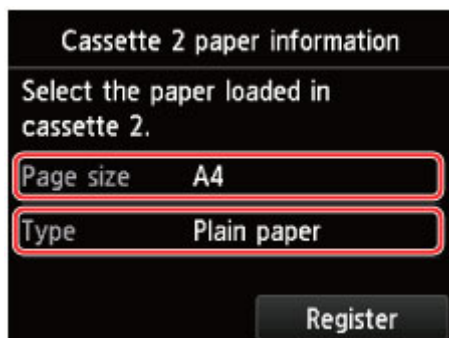 Cassette 2 paper information
Select the paper loaded in
cassette 2.
Page size A4
Type Plain paper
Register